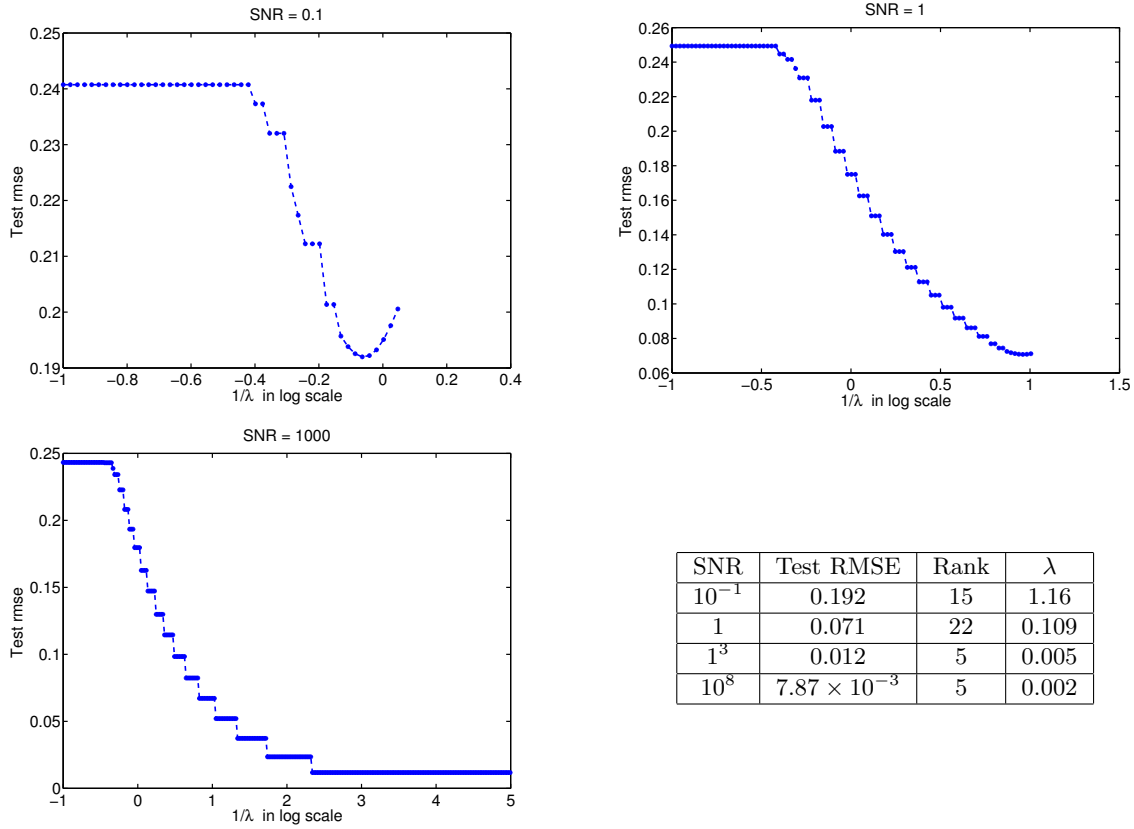 SNR = 0.1
0.25
0.24
0.23
0.22
0.21
0.2
0.19
Test rmse
−1 −0.8 −0.6 −0.4 −0.2 0 0.2 0.4
1/λ in log scale
SNR = 1
0.26
0.24
0.22
0.2
0.18
0.16
0.14
0.12
0.1
0.08
0.06
Test rmse
−1 −0.5 0 0.5 1 1.5
1/λ in log scale
SNR = 1000
0.25
0.2
0.15
0.1
0.05
0
Test rmse
−1 0 1 2 3 4 5
1/λ in log scale
SNR Test RMSE Rank λ
10⁻¹ 0.192 15 1.16
1 0.071 22 0.109
1³ 0.012 5 0.005
10⁸ 7.87 × 10⁻³ 5 0.002